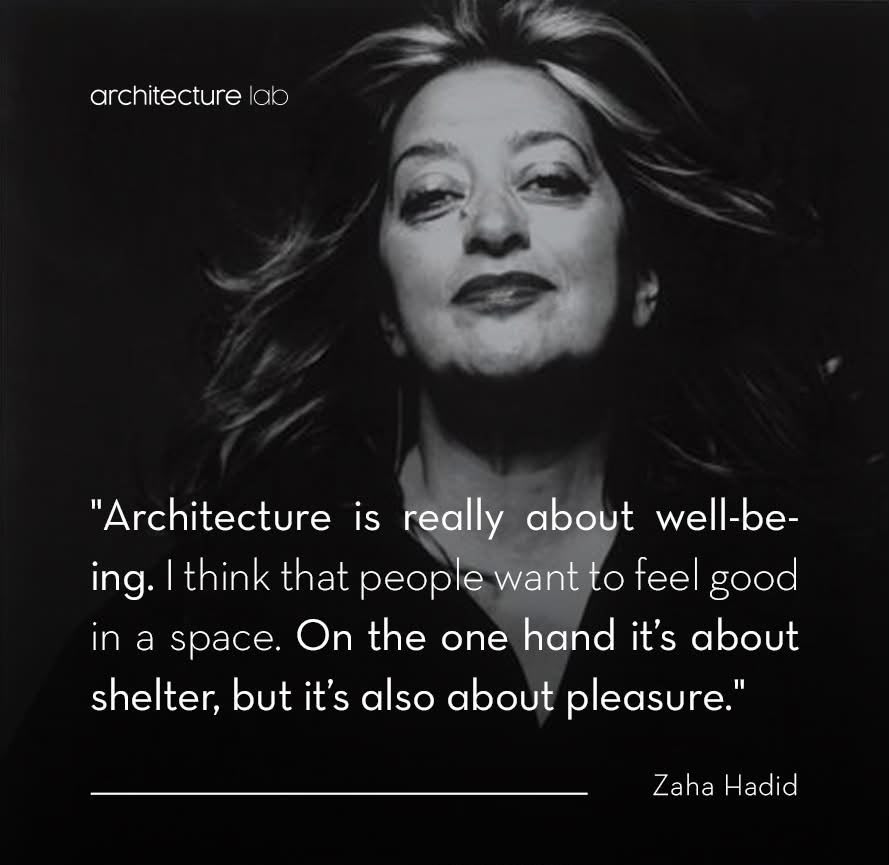 architecture lab
"Architecture is really about well-be-
ing. I think that people want to feel good
in a space. On the one hand it’s about
shelter, but it’s also about pleasure."
Zaha Hadid